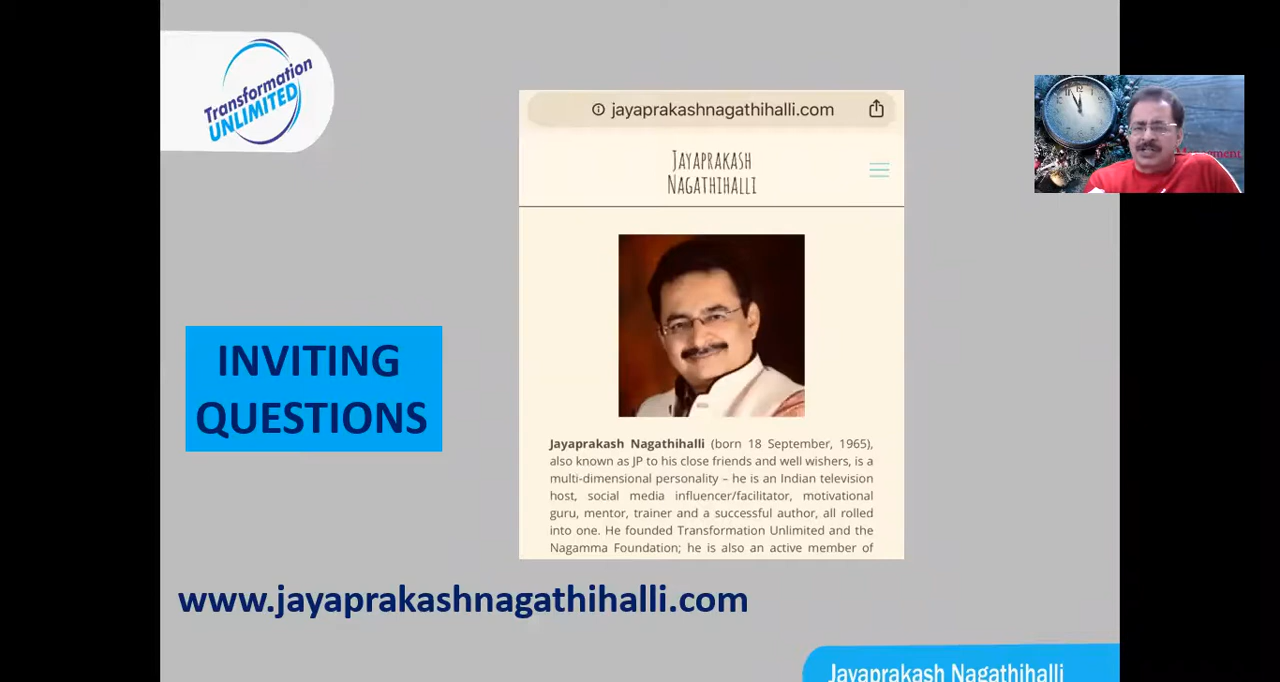 Transformation
UNLIMITED
jayaprakashnagathihalli.com
JAYAPRAKASH
NAGATHIHALLI
INVITING
QUESTIONS
Jayaprakash Nagathihalli (born 18 September, 1965),
also known as JP to his close friends and well wishers, is a
multi-dimensional personality – he is an Indian television
host, social media influencer/facilitator, motivational
guru, mentor, trainer and a successful author, all rolled
into one. He founded Transformation Unlimited and the
Nagamma Foundation; he is also an active member of
www.jayaprakashnagathihalli.com
Jayaprakash Nagathihalli